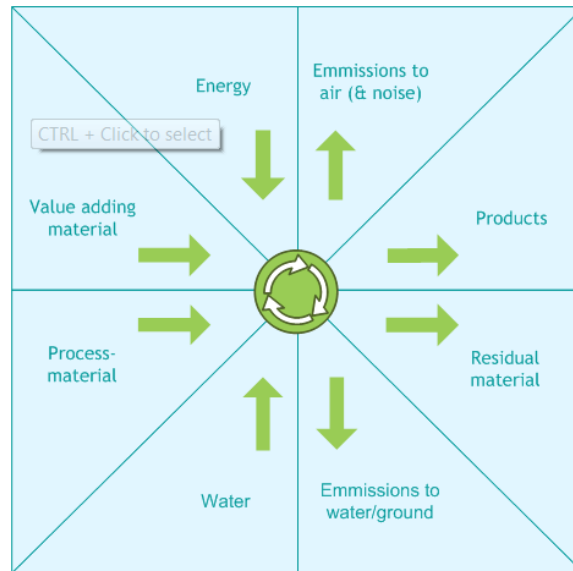 Energy
Emmissions to
air (& noise)
CTRL + Click to select
Value adding
material
Products
Process-
material
Residual
material
Water
Emmissions to
water/ground